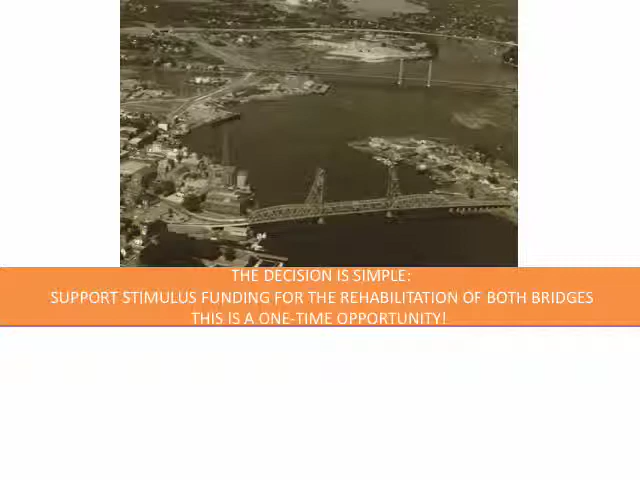 THE DECISION IS SIMPLE:
SUPPORT STIMULUS FUNDING FOR THE REHABILITATION OF BOTH BRIDGES
THIS IS A ONE-TIME OPPORTUNITY!